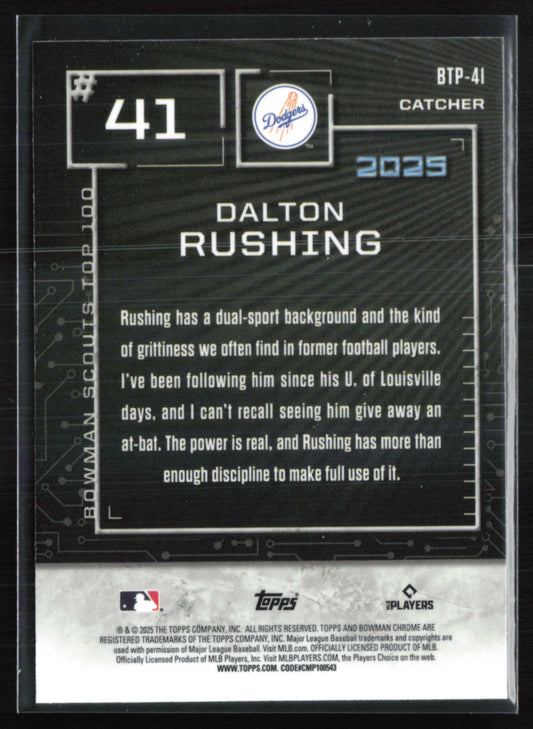 # 41
Dodgers
TM
BTP-41
CATCHER
2025
DALTON
RUSHING
BOWMAN SCOUTS TOP 100
Rushing has a dual-sport background and the kind
of grittiness we often find in former football players.
I've been following him since his U. of Louisville
days, and I can't recall seeing him give away an
at-bat. The power is real, and Rushing has more than
enough discipline to make full use of it.
topps
MLB PLAYERS
® & © 2025 THE TOPPS COMPANY, INC. ALL RIGHTS RESERVED. TOPPS AND BOWMAN CHROME ARE
REGISTERED TRADEMARKS OF THE TOPPS COMPANY, INC. Major League Baseball trademarks and copyrights are
used with permission of Major League Baseball. Visit MLB.com. OFFICIALLY LICENSED PRODUCT OF MLB.
Officially Licensed Product of MLB Players, Inc. Visit MLBPLAYERS.COM, the Players Choice on the web.
WWW.TOPPS.COM. CODE#CMP100543